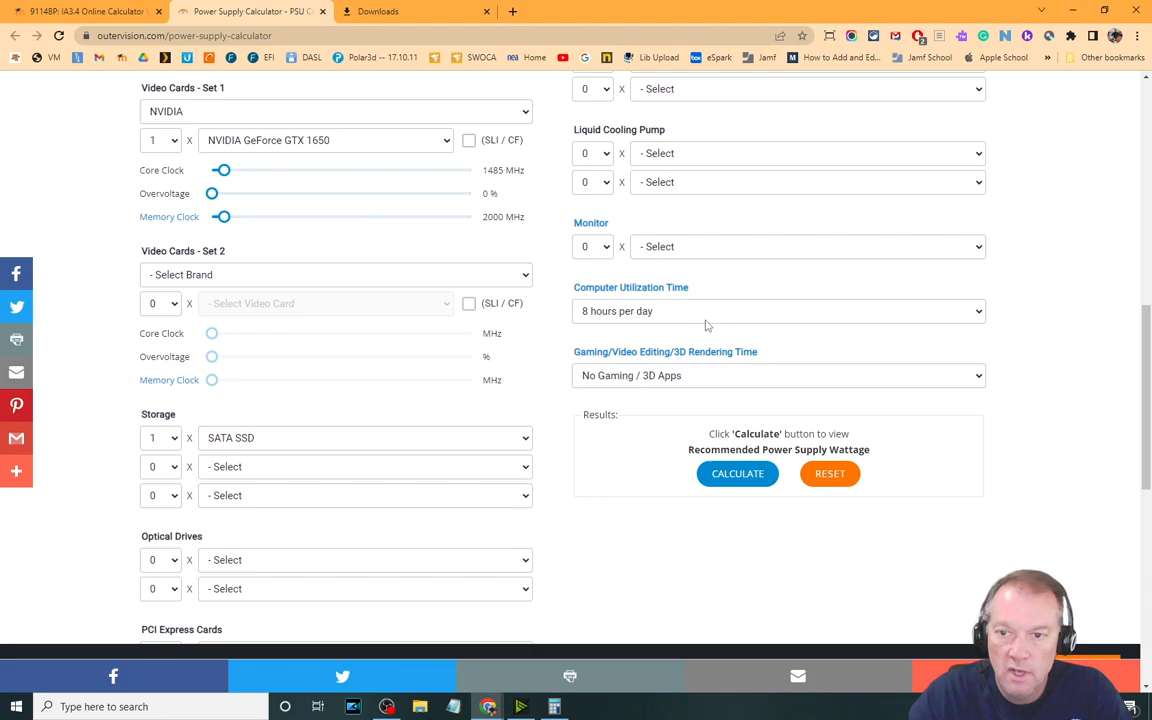 9114BP: IA3.4 Online Calculator
Power Supply Calculator - PSU C
Downloads
outervision.com/power-supply-calculator
VM
EFI
DASL
Polar3d -- 17.10.11
SWOCA
nea Home
Lib Upload
eSpark
Jamf
How to Add and Ed...
Jamf School
Apple School
»
Other bookmarks
Video Cards - Set 1
NVIDIA
1 X NVIDIA GeForce GTX 1650 (SLI / CF)
Core Clock 1485 MHz
Overvoltage 0 %
Memory Clock 2000 MHz
Video Cards - Set 2
- Select Brand
0 X - Select Video Card (SLI / CF)
Core Clock MHz
Overvoltage %
Memory Clock MHz
Storage
1 X SATA SSD
0 X - Select
0 X - Select
Optical Drives
0 X - Select
0 X - Select
PCI Express Cards
0 X - Select
Liquid Cooling Pump
0 X - Select
0 X - Select
Monitor
0 X - Select
Computer Utilization Time
8 hours per day
Gaming/Video Editing/3D Rendering Time
No Gaming / 3D Apps
Results:
Click 'Calculate' button to view
Recommended Power Supply Wattage
CALCULATE RESET
Type here to search